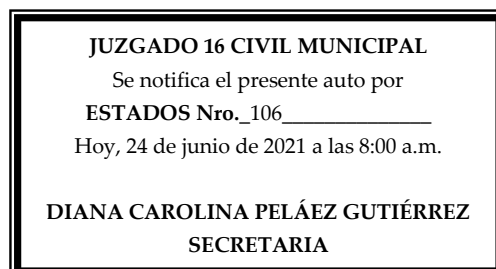 JUZGADO 16 CIVIL MUNICIPAL
Se notifica el presente auto por
ESTADOS Nro._106______________
Hoy, 24 de junio de 2021 a las 8:00 a.m.
DIANA CAROLINA PELÁEZ GUTIÉRREZ
SECRETARIA